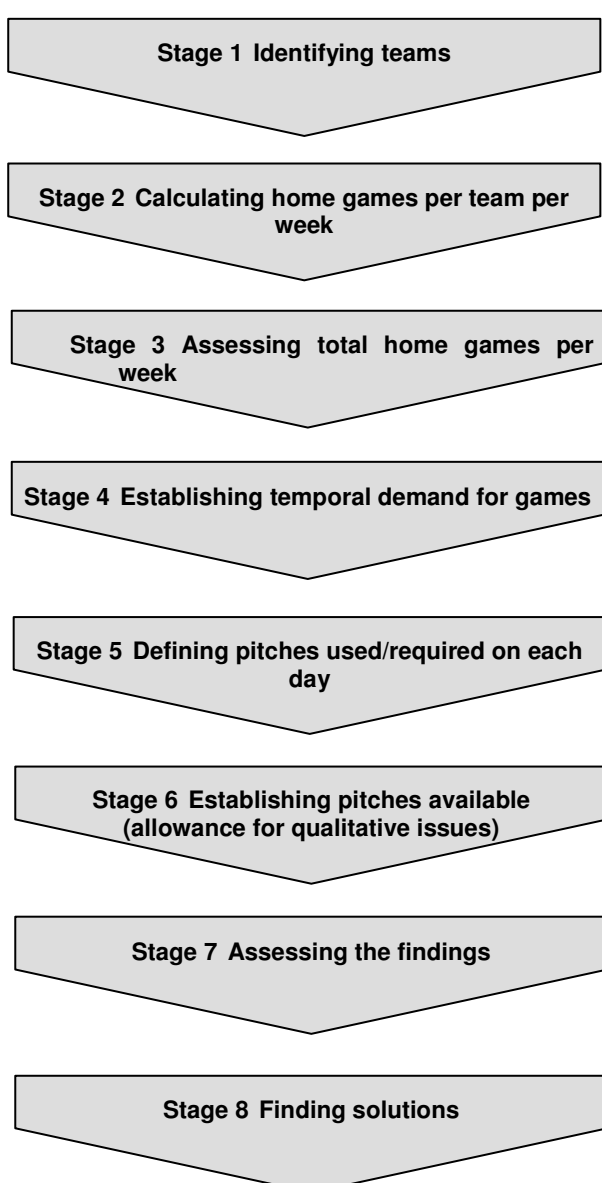 Stage 1 Identifying teams
Stage 2 Calculating home games per team per
week
Stage 3 Assessing total home games per
week
Stage 4 Establishing temporal demand for games
Stage 5 Defining pitches used/required on each
day
Stage 6 Establishing pitches available
(allowance for qualitative issues)
Stage 7 Assessing the findings
Stage 8 Finding solutions